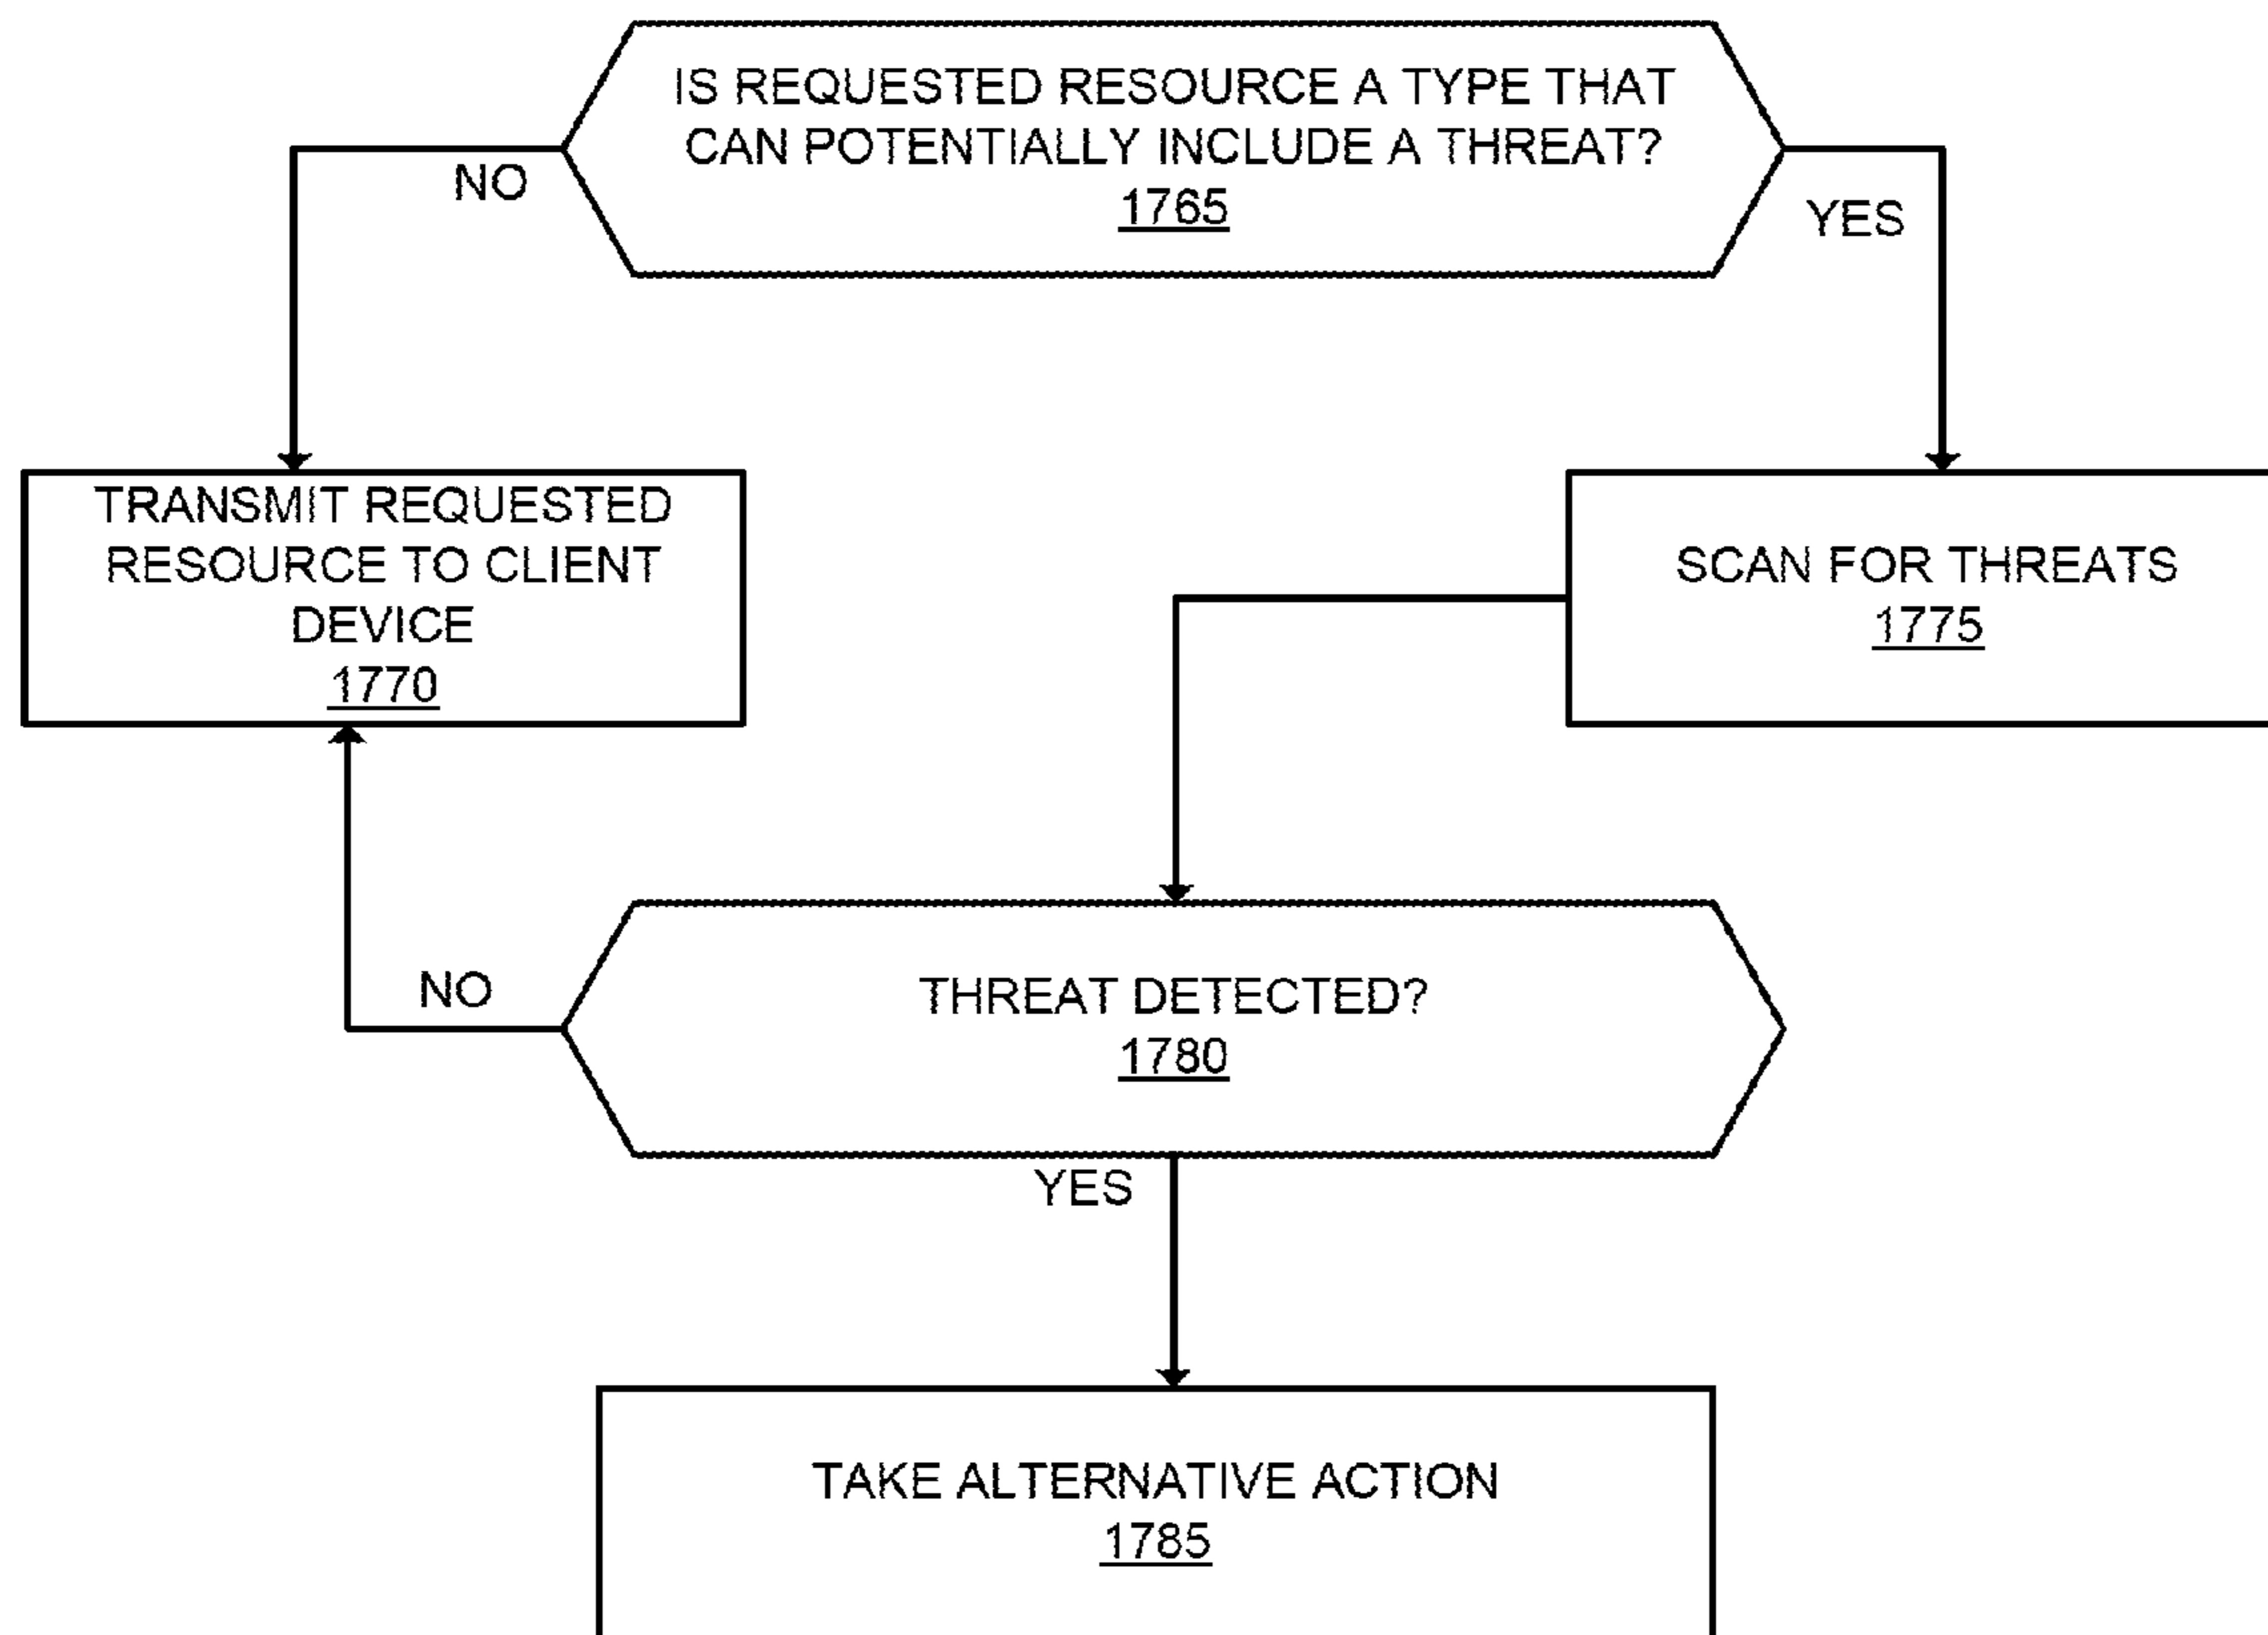 IS REQUESTED RESOURCE A TYPE THAT
CAN POTENTIALLY INCLUDE A THREAT?
1765
NO
YES
TRANSMIT REQUESTED
RESOURCE TO CLIENT
DEVICE
1770
SCAN FOR THREATS
1775
NO
THREAT DETECTED?
1780
YES
TAKE ALTERNATIVE ACTION
1785